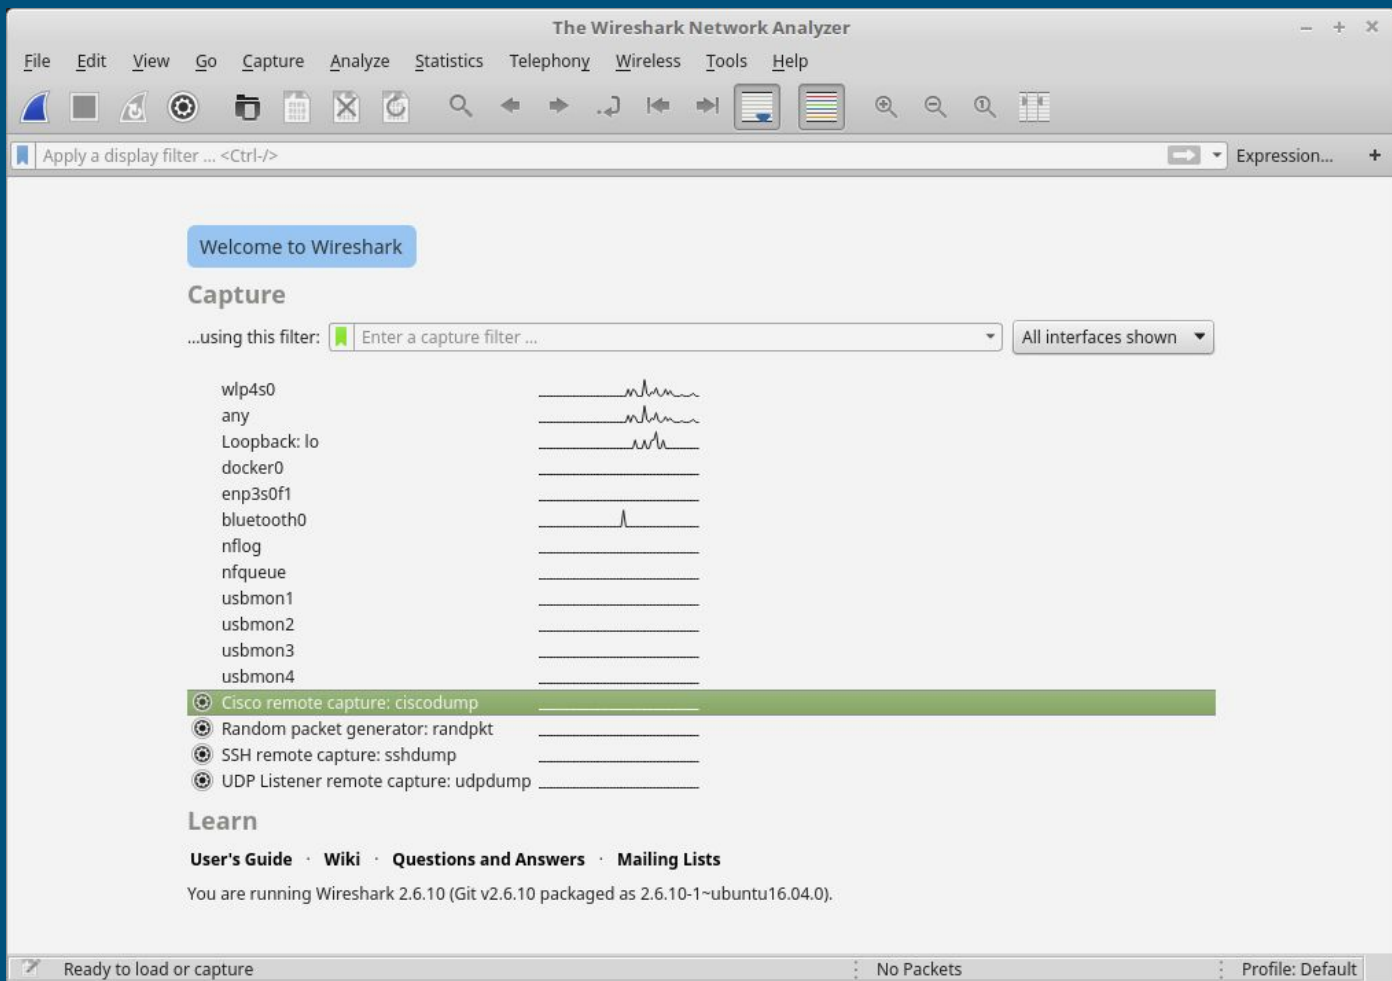 The Wireshark Network Analyzer
File Edit View Go Capture Analyze Statistics Telephony Wireless Tools Help
Apply a display filter ... <Ctrl-/> Expression... +
Welcome to Wireshark
Capture
...using this filter: Enter a capture filter ... All interfaces shown
wlp4s0
any
Loopback: lo
docker0
enp3s0f1
bluetooth0
nflog
nfqueue
usbmon1
usbmon2
usbmon3
usbmon4
Cisco remote capture: ciscodump
Random packet generator: randpkt
SSH remote capture: sshdump
UDP Listener remote capture: udpdump
Learn
User's Guide · Wiki · Questions and Answers · Mailing Lists
You are running Wireshark 2.6.10 (Git v2.6.10 packaged as 2.6.10-1~ubuntu16.04.0).
Ready to load or capture No Packets Profile: Default